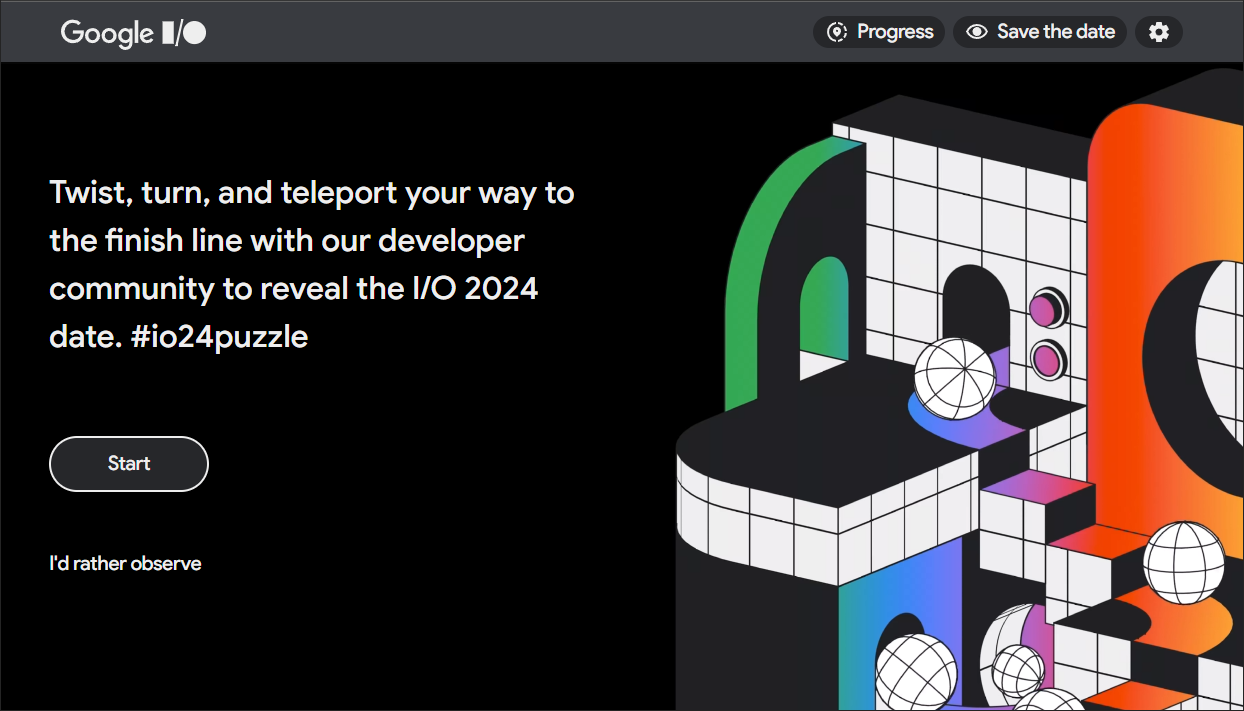 Google I/O
Progress
Save the date
Twist, turn, and teleport your way to
the finish line with our developer
community to reveal the I/O 2024
date. #io24puzzle
Start
I'd rather observe